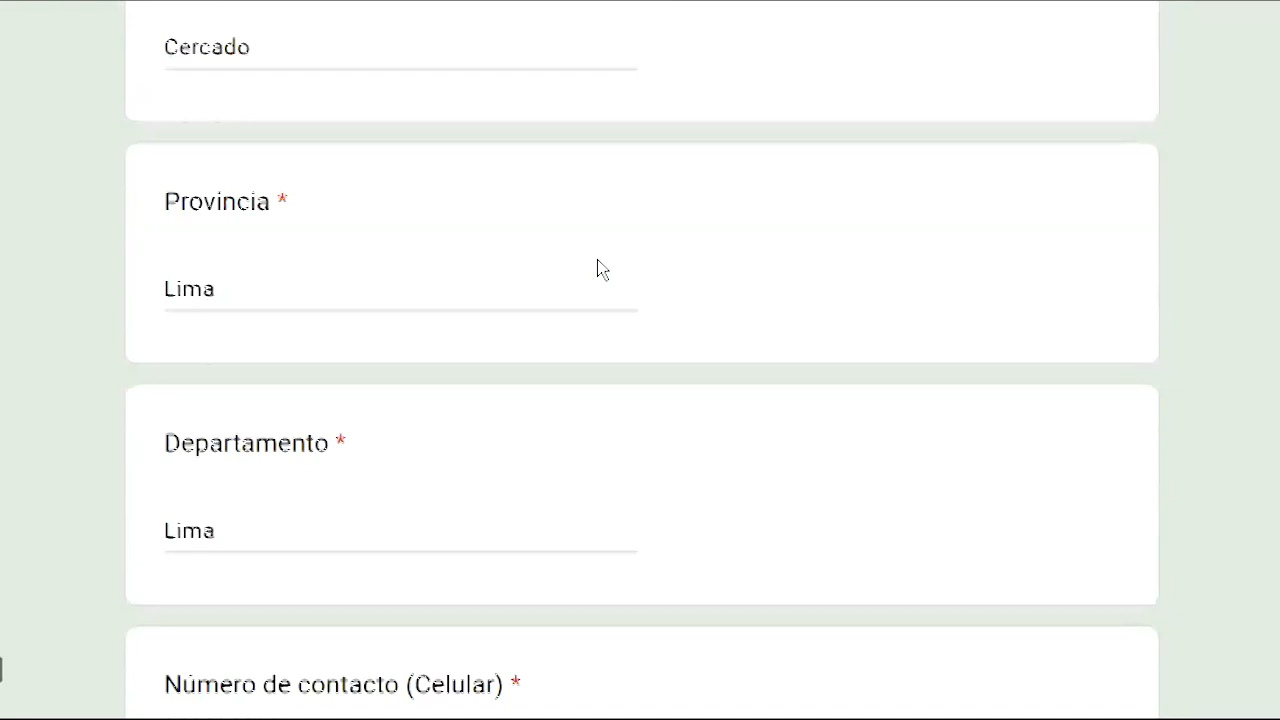 Cercado
Provincia *
Lima
Departamento *
Lima
Número de contacto (Celular) *